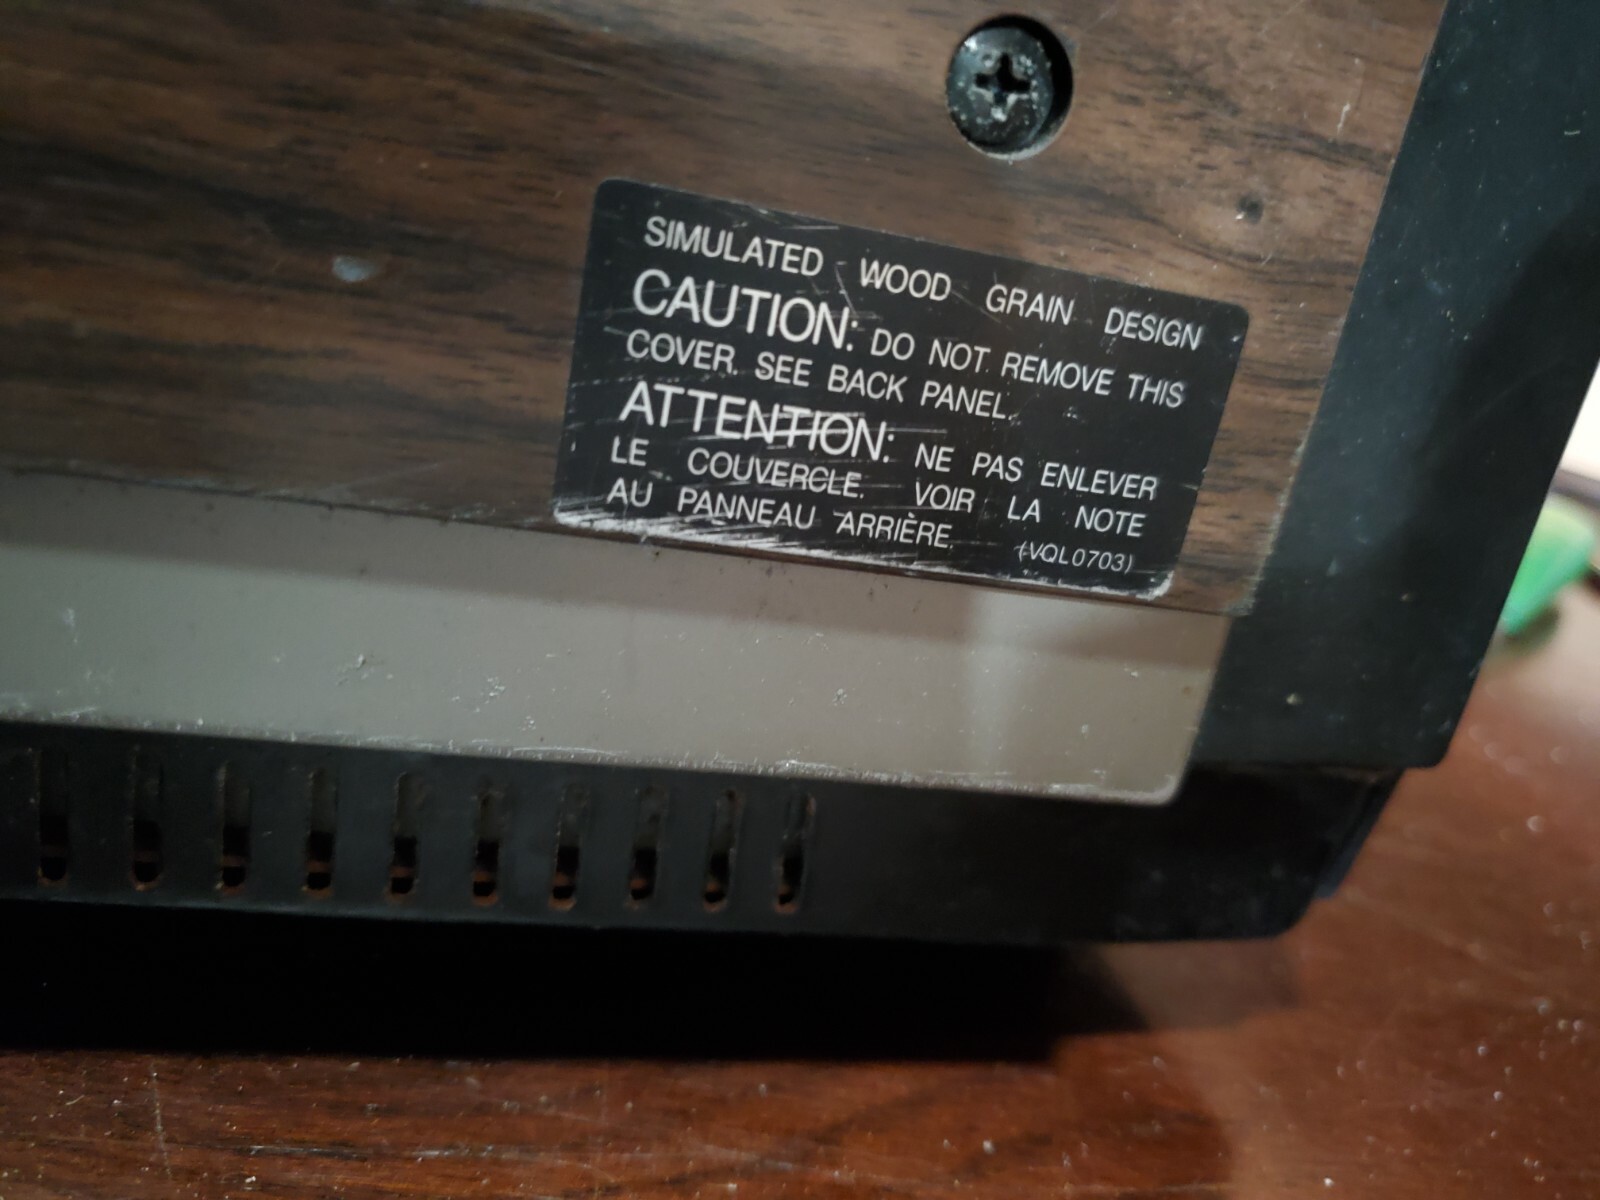 SIMULATED WOOD GRAIN DESIGN
CAUTION: DO NOT REMOVE THIS
COVER. SEE BACK PANEL.
ATTENTION: NE PAS ENLEVER
LE COUVERCLE. VOIR LA NOTE
AU PANNEAU ARRIÈRE. (VQL0703)